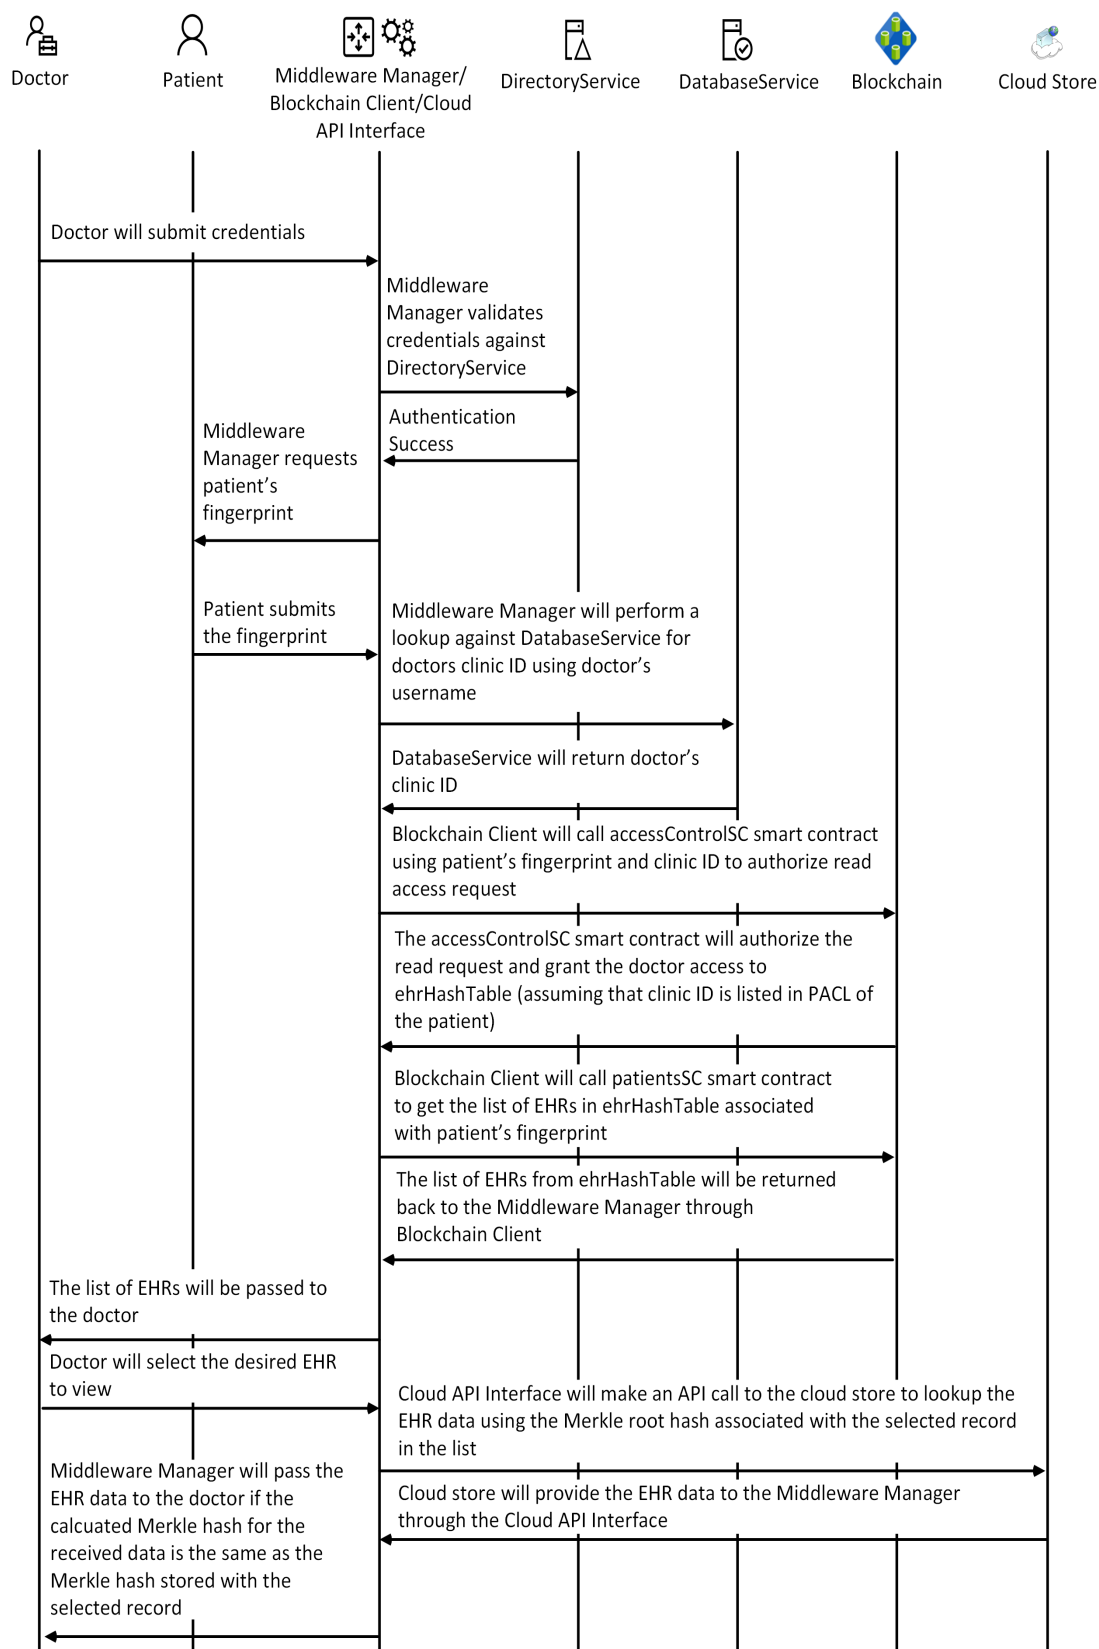 Doctor
Patient
Middleware Manager/
Blockchain Client/Cloud
API Interface
DirectoryService
DatabaseService
Blockchain
Cloud Store
Doctor will submit credentials
Middleware
Manager validates
credentials against
DirectoryService
Authentication
Success
Middleware
Manager requests
patient's
fingerprint
Patient submits
the fingerprint
Middleware Manager will perform a
lookup against DatabaseService for
doctors clinic ID using doctor's
username
DatabaseService will return doctor's
clinic ID
Blockchain Client will call accessControlSC smart contract
using patient's fingerprint and clinic ID to authorize read
access request
The accessControlSC smart contract will authorize the
read request and grant the doctor access to
ehrHashTable (assuming that clinic ID is listed in PACL of
the patient)
Blockchain Client will call patientsSC smart contract
to get the list of EHRs in ehrHashTable associated
with patient's fingerprint
The list of EHRs from ehrHashTable will be returned
back to the Middleware Manager through
Blockchain Client
The list of EHRs will be passed to
the doctor
Doctor will select the desired EHR
to view
Cloud API Interface will make an API call to the cloud store to lookup the
EHR data using the Merkle root hash associated with the selected record
in the list
Cloud store will provide the EHR data to the Middleware Manager
through the Cloud API Interface
Middleware Manager will pass the
EHR data to the doctor if the
calcuated Merkle hash for the
received data is the same as the
Merkle hash stored with the
selected record